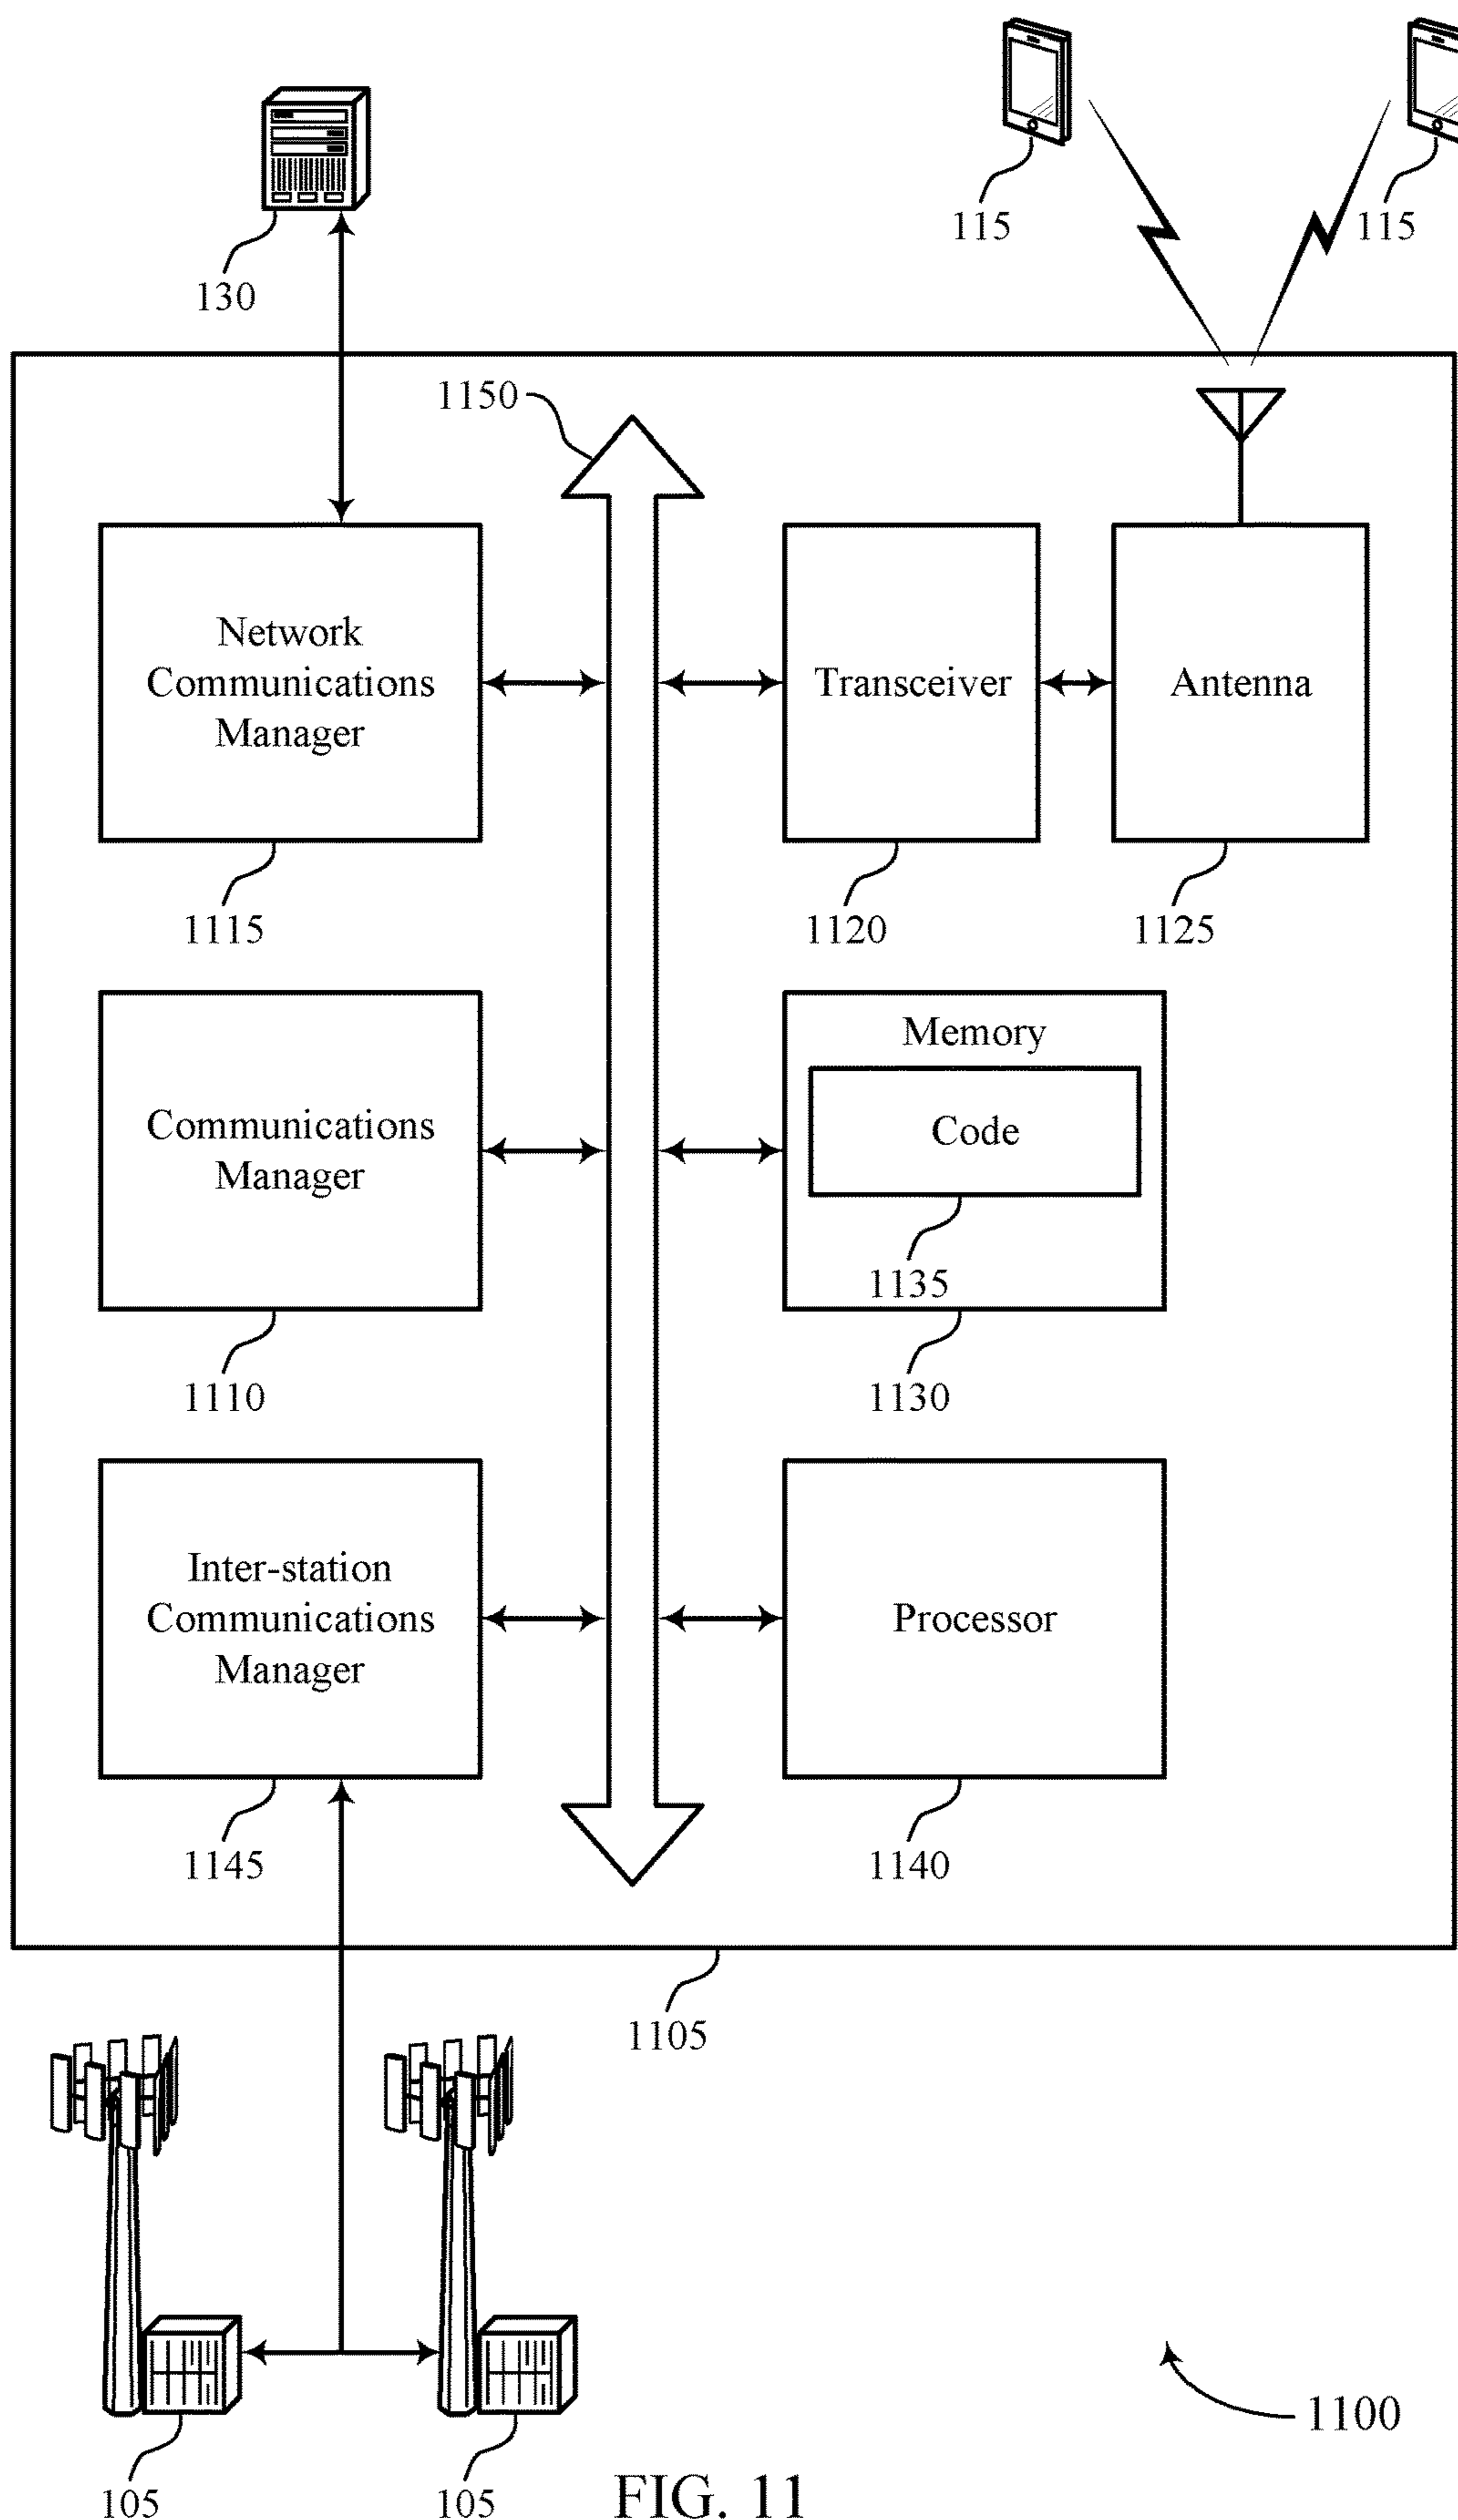 115
115
130
1150
Network
Communications
Manager
Transceiver
Antenna
1115
1120
1125
Communications
Manager
Memory
Code
1135
1110
1130
Inter-station
Communications
Manager
Processor
1145
1140
1105
1100
105
105
FIG. 11